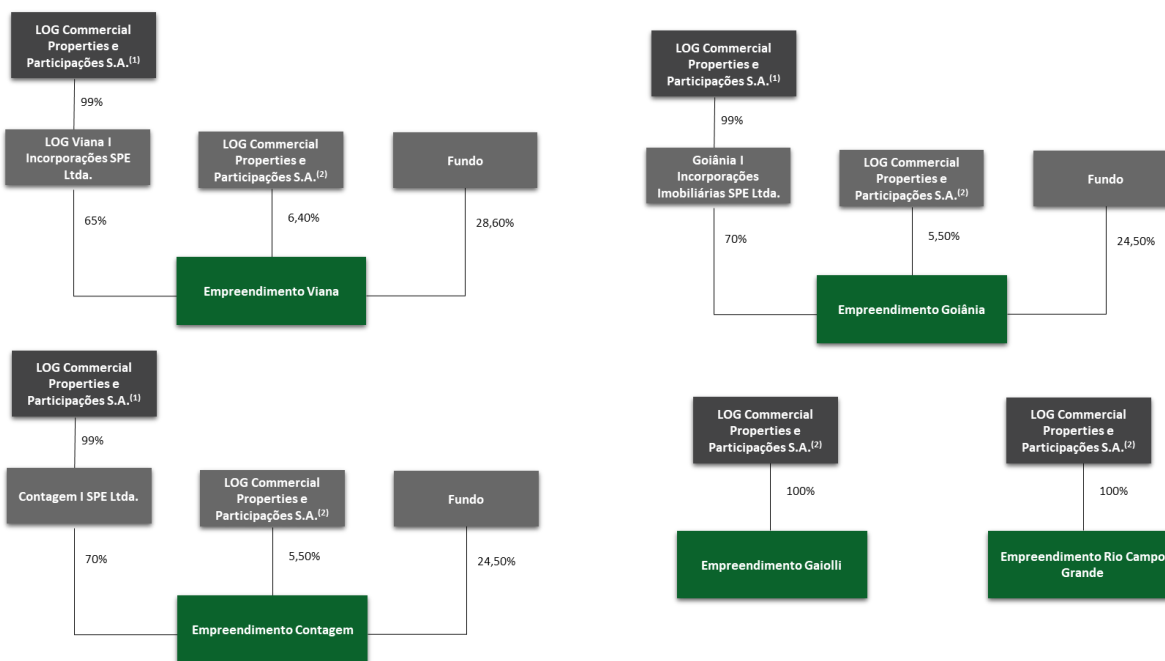 LOG Commercial
Properties e
Participações S.A.(1)
99%
LOG Viana I
Incorporações SPE
Ltda.
LOG Commercial
Properties e
Participações S.A.(2)
Fundo
65%
6,40%
28,60%
Empreendimento Viana
LOG Commercial
Properties e
Participações S.A.(1)
99%
Goiânia I
Incorporações
Imobiliárias SPE Ltda.
LOG Commercial
Properties e
Participações S.A.(2)
Fundo
70%
5,50%
24,50%
Empreendimento Goiânia
LOG Commercial
Properties e
Participações S.A.(1)
99%
Contagem I SPE Ltda.
LOG Commercial
Properties e
Participações S.A.(2)
Fundo
70%
5,50%
24,50%
Empreendimento Contagem
LOG Commercial
Properties e
Participações S.A.(2)
100%
Empreendimento Gaiolli
LOG Commercial
Properties e
Participações S.A.(2)
100%
Empreendimento Rio Campo
Grande